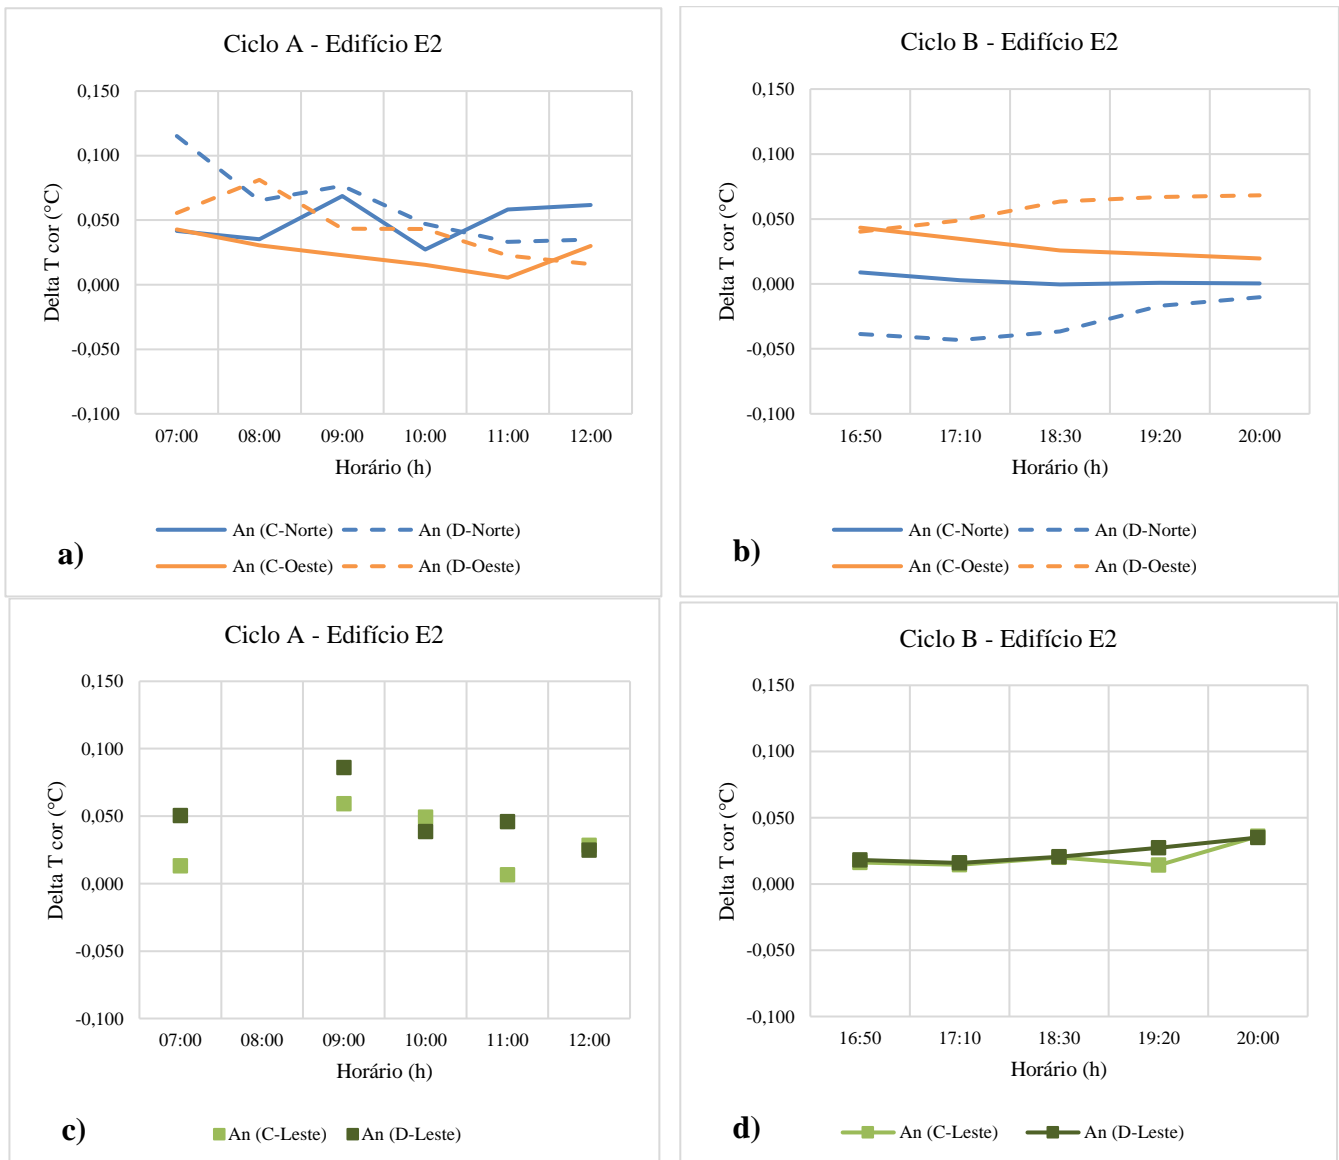 Ciclo A - Edifício E2
0,150
0,100
0,050
0,000
-0,050
-0,100
Delta T cor (°C)
07:00 08:00 09:00 10:00 11:00 12:00
Horário (h)
An (C-Norte) An (D-Norte)
An (C-Oeste) An (D-Oeste)
a)
Ciclo B - Edifício E2
0,150
0,100
0,050
0,000
-0,050
-0,100
Delta T cor (°C)
16:50 17:10 18:30 19:20 20:00
Horário (h)
An (C-Norte) An (D-Norte)
An (C-Oeste) An (D-Oeste)
b)
Ciclo A - Edifício E2
0,150
0,100
0,050
0,000
-0,050
-0,100
Delta T cor (°C)
07:00 08:00 09:00 10:00 11:00 12:00
Horário (h)
An (C-Leste) An (D-Leste)
c)
Ciclo B - Edifício E2
0,150
0,100
0,050
0,000
-0,050
-0,100
Delta T cor (°C)
16:50 17:10 18:30 19:20 20:00
Horário (h)
An (C-Leste) An (D-Leste)
d)